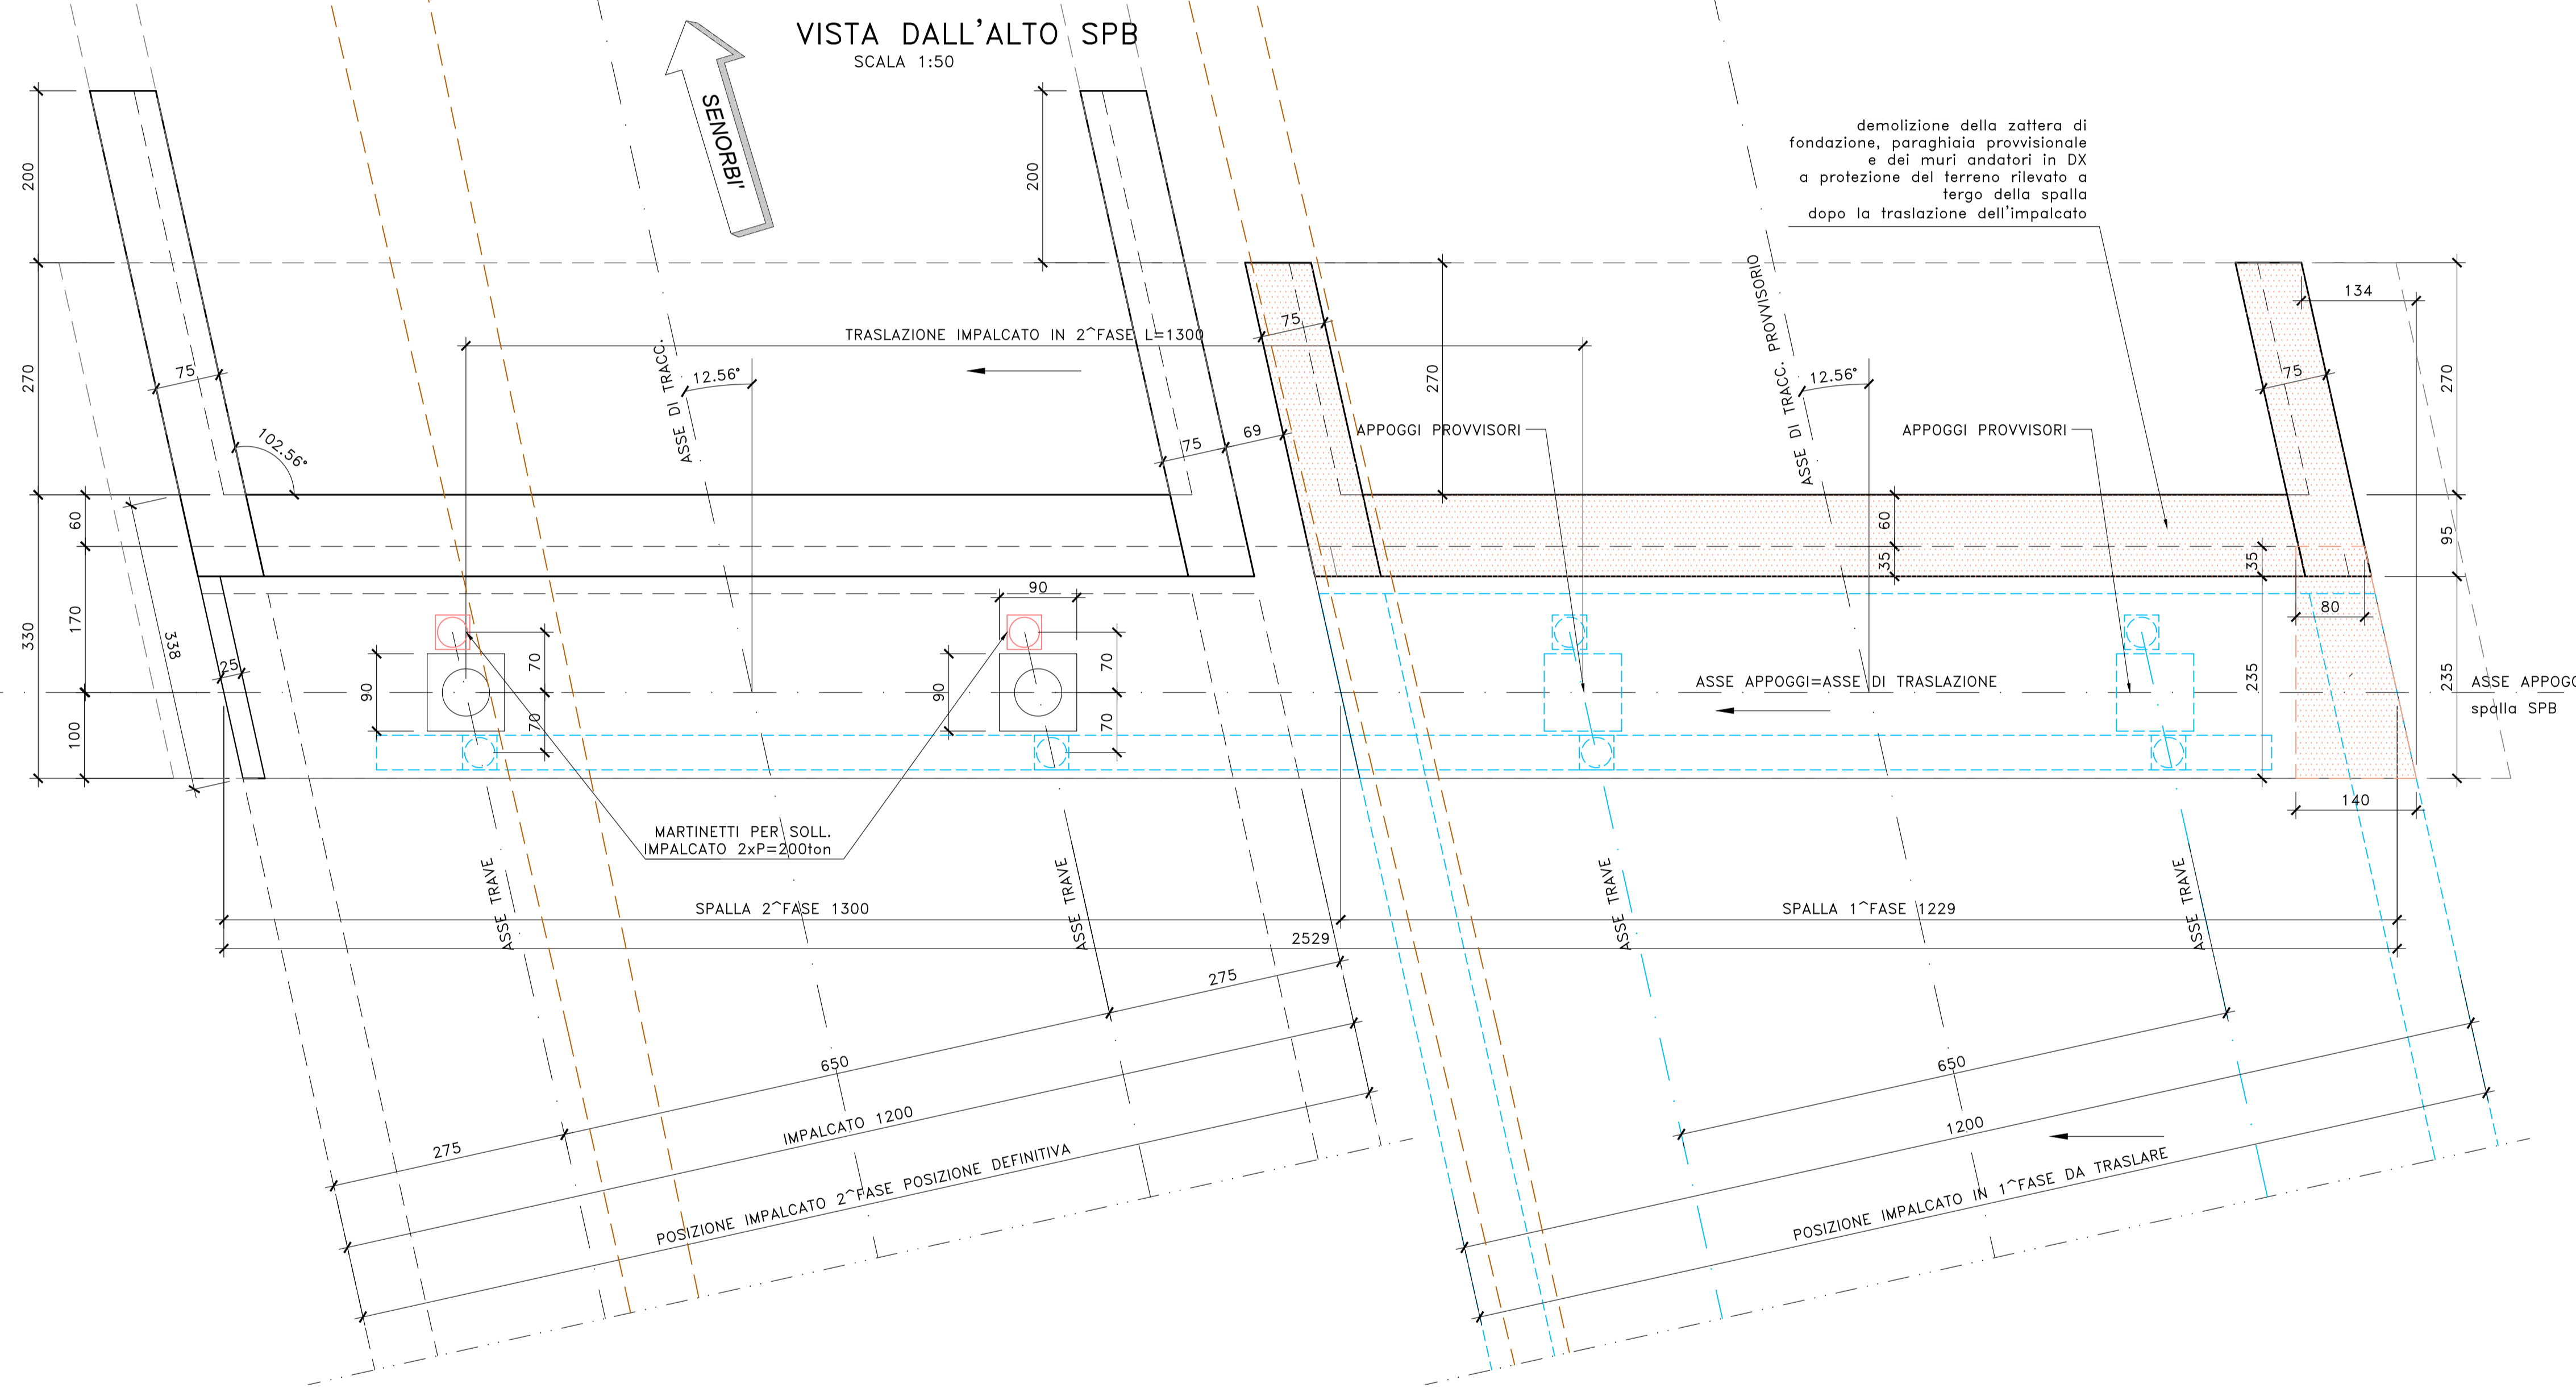 VISTA DALL'ALTO SPB
SCALA 1:50
SENORBI'
demolizione della zattera di
fondazione, paraghiaia provvisionale
e dei muri andatori in DX
a protezione del terreno rilevato a
tergo della spalla
dopo la traslazione dell'impalcato
200
200
270
270
270
134
75
75
75
75
69
TRASLAZIONE IMPALCATO IN 2^FASE L=1300
12.56°
12.56°
102.56°
ASSE DI TRACC.
ASSE DI TRACC. PROVVISORIO
APPOGGI PROVVISORI
APPOGGI PROVVISORI
60
170
100
330
338
25
90
90
90
70
70
70
70
60
35
35
95
80
235
235
140
ASSE APPOGGI=ASSE DI TRASLAZIONE
ASSE APPOG
spalla SPB
MARTINETTI PER SOLL.
IMPALCATO 2xP=200ton
ASSE TRAVE
ASSE TRAVE
ASSE TRAVE
ASSE TRAVE
SPALLA 2^FASE 1300
SPALLA 1^FASE 1229
2529
275
650
275
IMPALCATO 1200
POSIZIONE IMPALCATO 2^FASE POSIZIONE DEFINITIVA
650
1200
POSIZIONE IMPALCATO IN 1^FASE DA TRASLARE